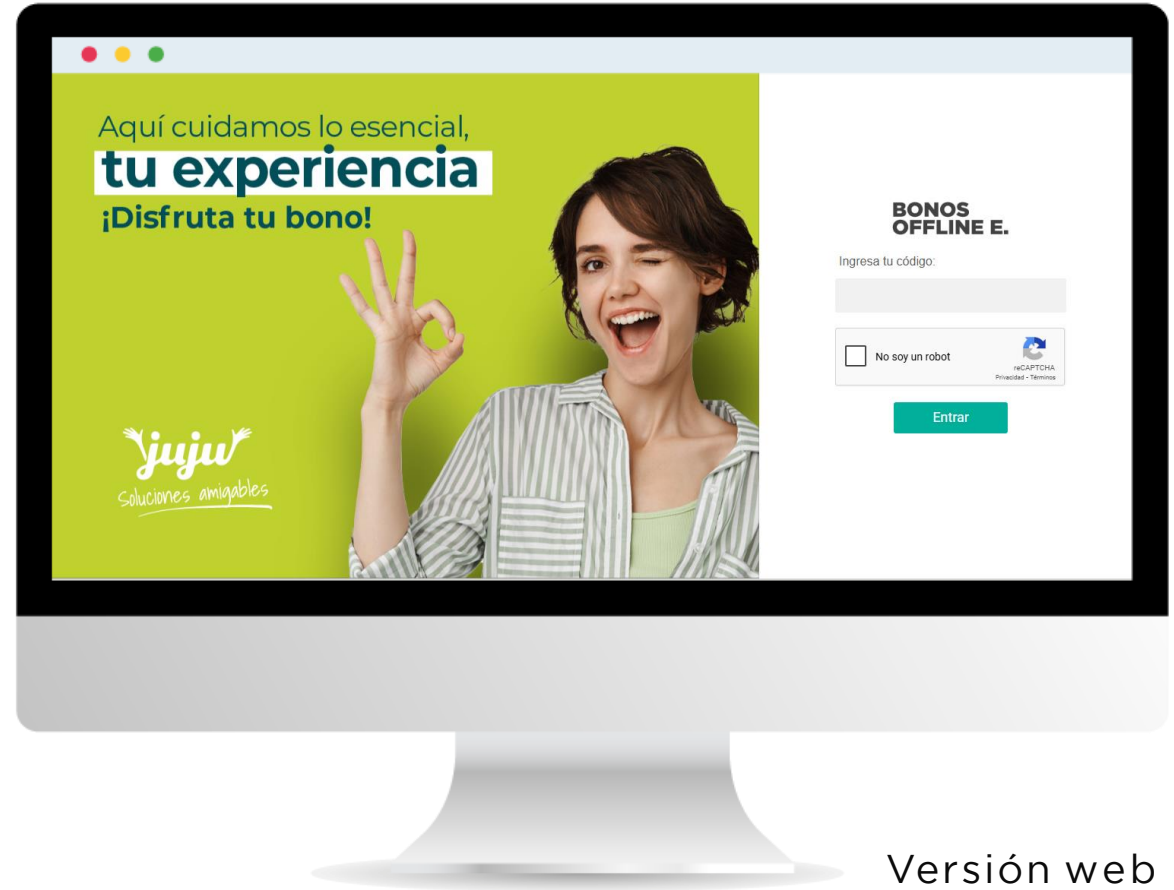 Aquí cuidamos lo esencial,
tu experiencia
¡Disfruta tu bono!
juju
Soluciones amigables
BONOS
OFFLINE E.
Ingresa tu código:
No soy un robot
reCAPTCHA
Privacidad - Términos
Entrar
Versión web